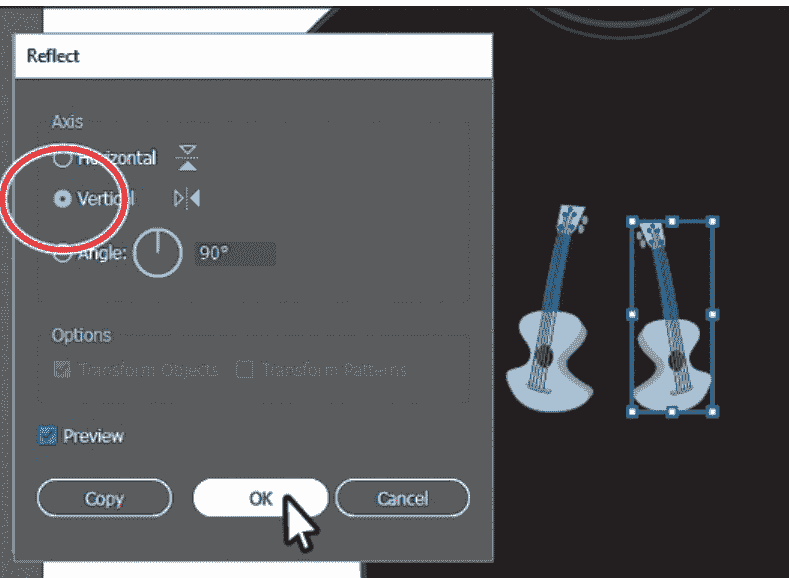 Reflect
Axis
Horizontal
Vertical
Angle: 90°
Options
Transform Objects Transform Patterns
Preview
Copy OK Cancel